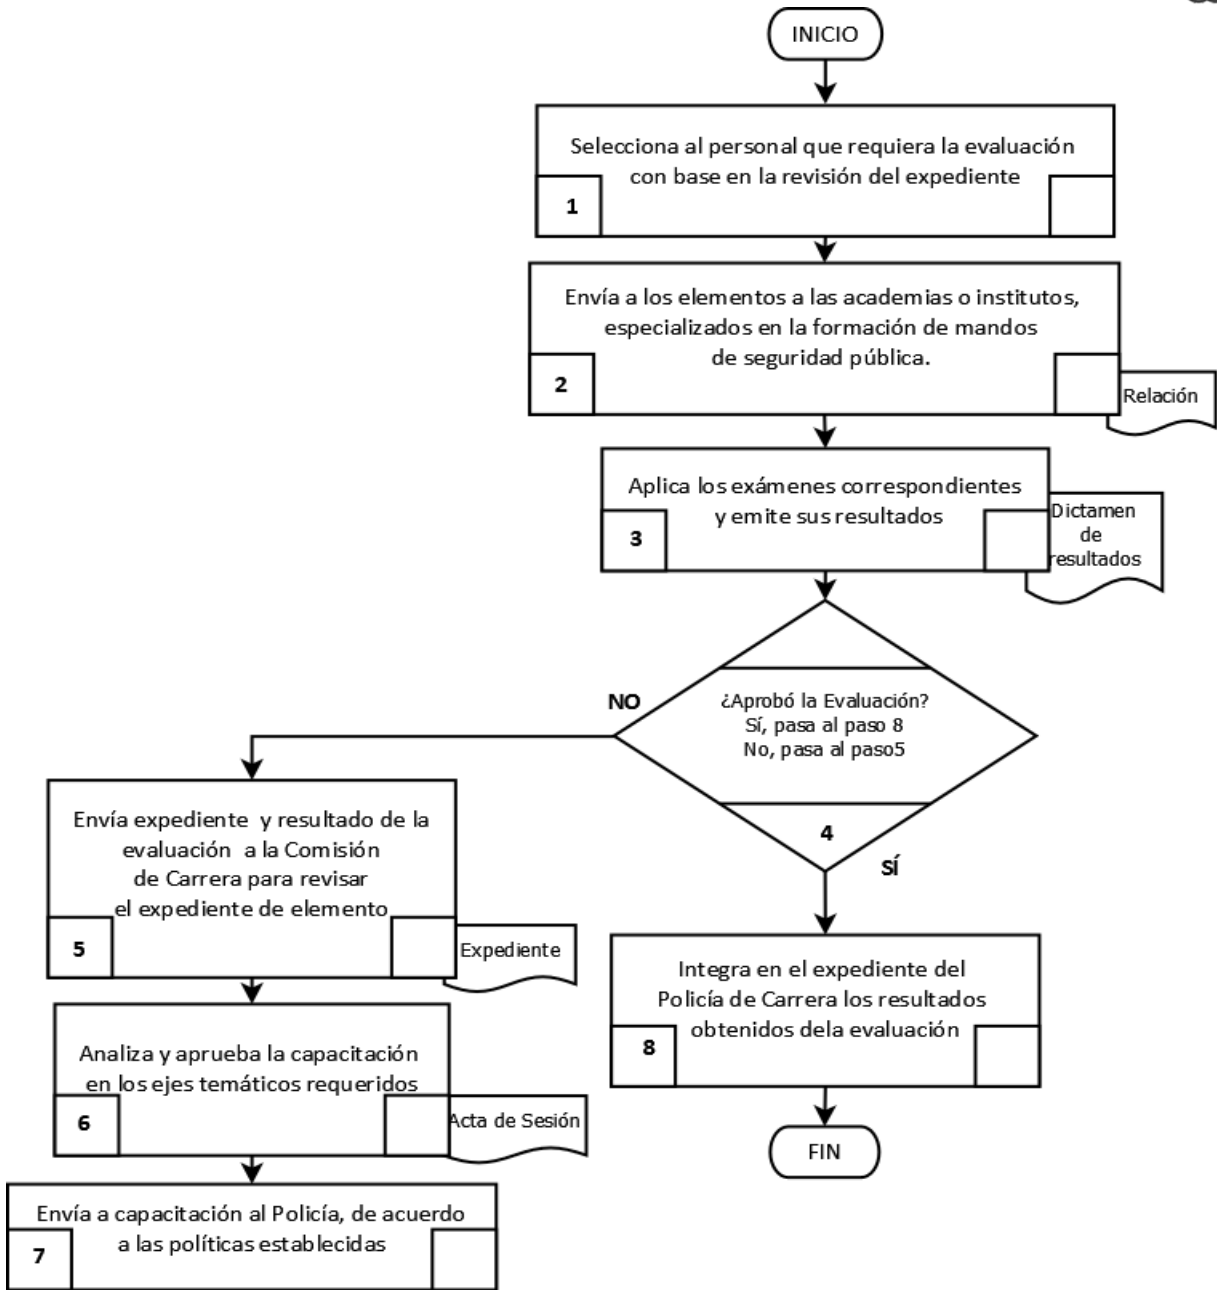 INICIO
Selecciona al personal que requiera la evaluación
con base en la revisión del expediente
1
Envía a los elementos a las academias o institutos,
especializados en la formación de mandos
de seguridad pública.
2
Relación
Aplica los exámenes correspondientes
y emite sus resultados
3
Dictamen
de
resultados
¿Aprobó la Evaluación?
Sí, pasa al paso 8
No, pasa al paso5
4
NO
SÍ
Envía expediente y resultado de la
evaluación a la Comisión
de Carrera para revisar
el expediente de elemento
5
Expediente
Analiza y aprueba la capacitación
en los ejes temáticos requeridos
6
Acta de Sesión
Envía a capacitación al Policía, de acuerdo
a las políticas establecidas
7
Integra en el expediente del
Policía de Carrera los resultados
obtenidos dela evaluación
8
FIN